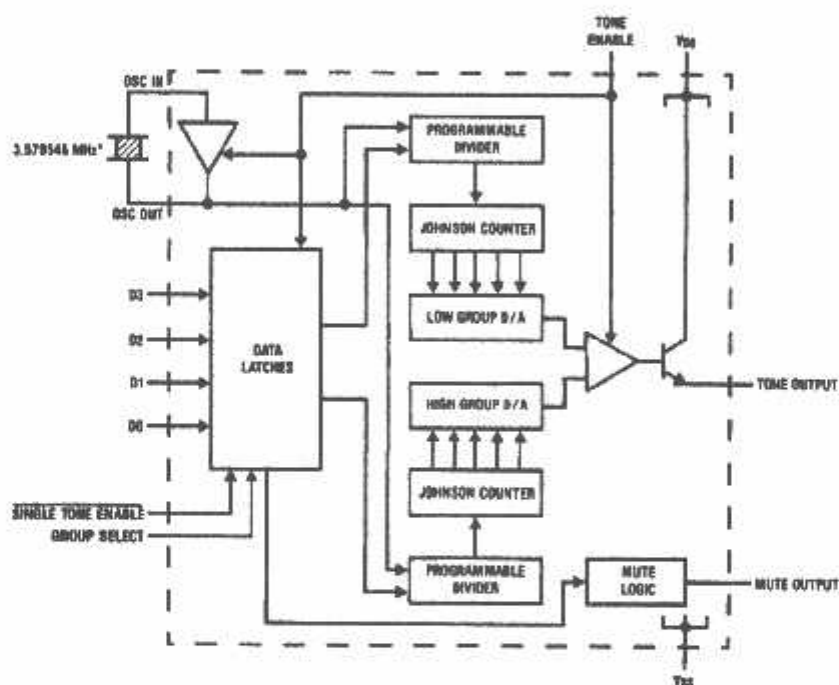 TONE
ENABLE
VDD
OSC IN
3.579545 MHz*
OSC OUT
PROGRAMMABLE
DIVIDER
JOHNSON COUNTER
LOW GROUP D/A
D3
D2
D1
D0
DATA
LATCHES
HIGH GROUP D/A
TONE OUTPUT
JOHNSON COUNTER
SINGLE TONE ENABLE
GROUP SELECT
PROGRAMMABLE
DIVIDER
MUTE
LOGIC
MUTE OUTPUT
VSS